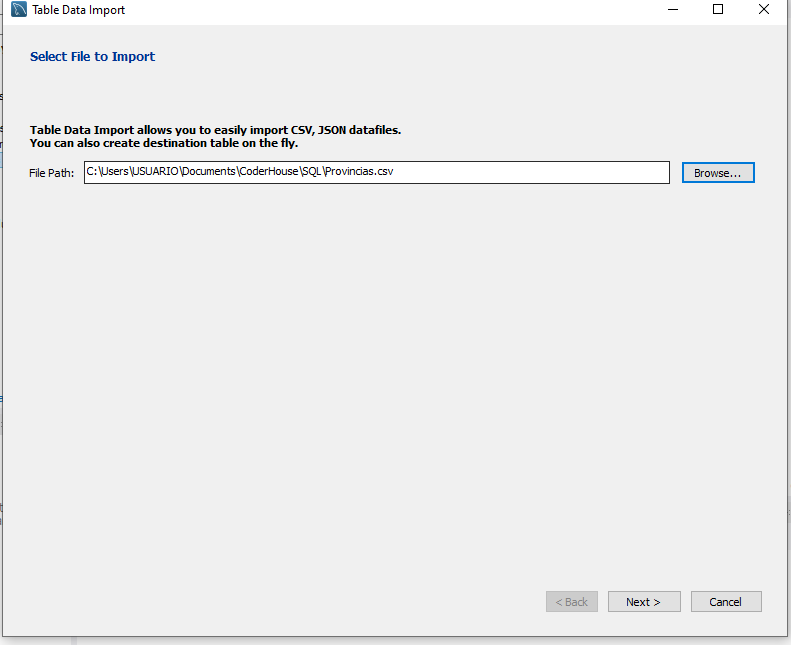 Table Data Import
Select File to Import
Table Data Import allows you to easily import CSV, JSON datafiles.
You can also create destination table on the fly.
File Path: C:\Users\USUARIO\Documents\CoderHouse\SQL\Provincias.csv Browse...
< Back Next > Cancel